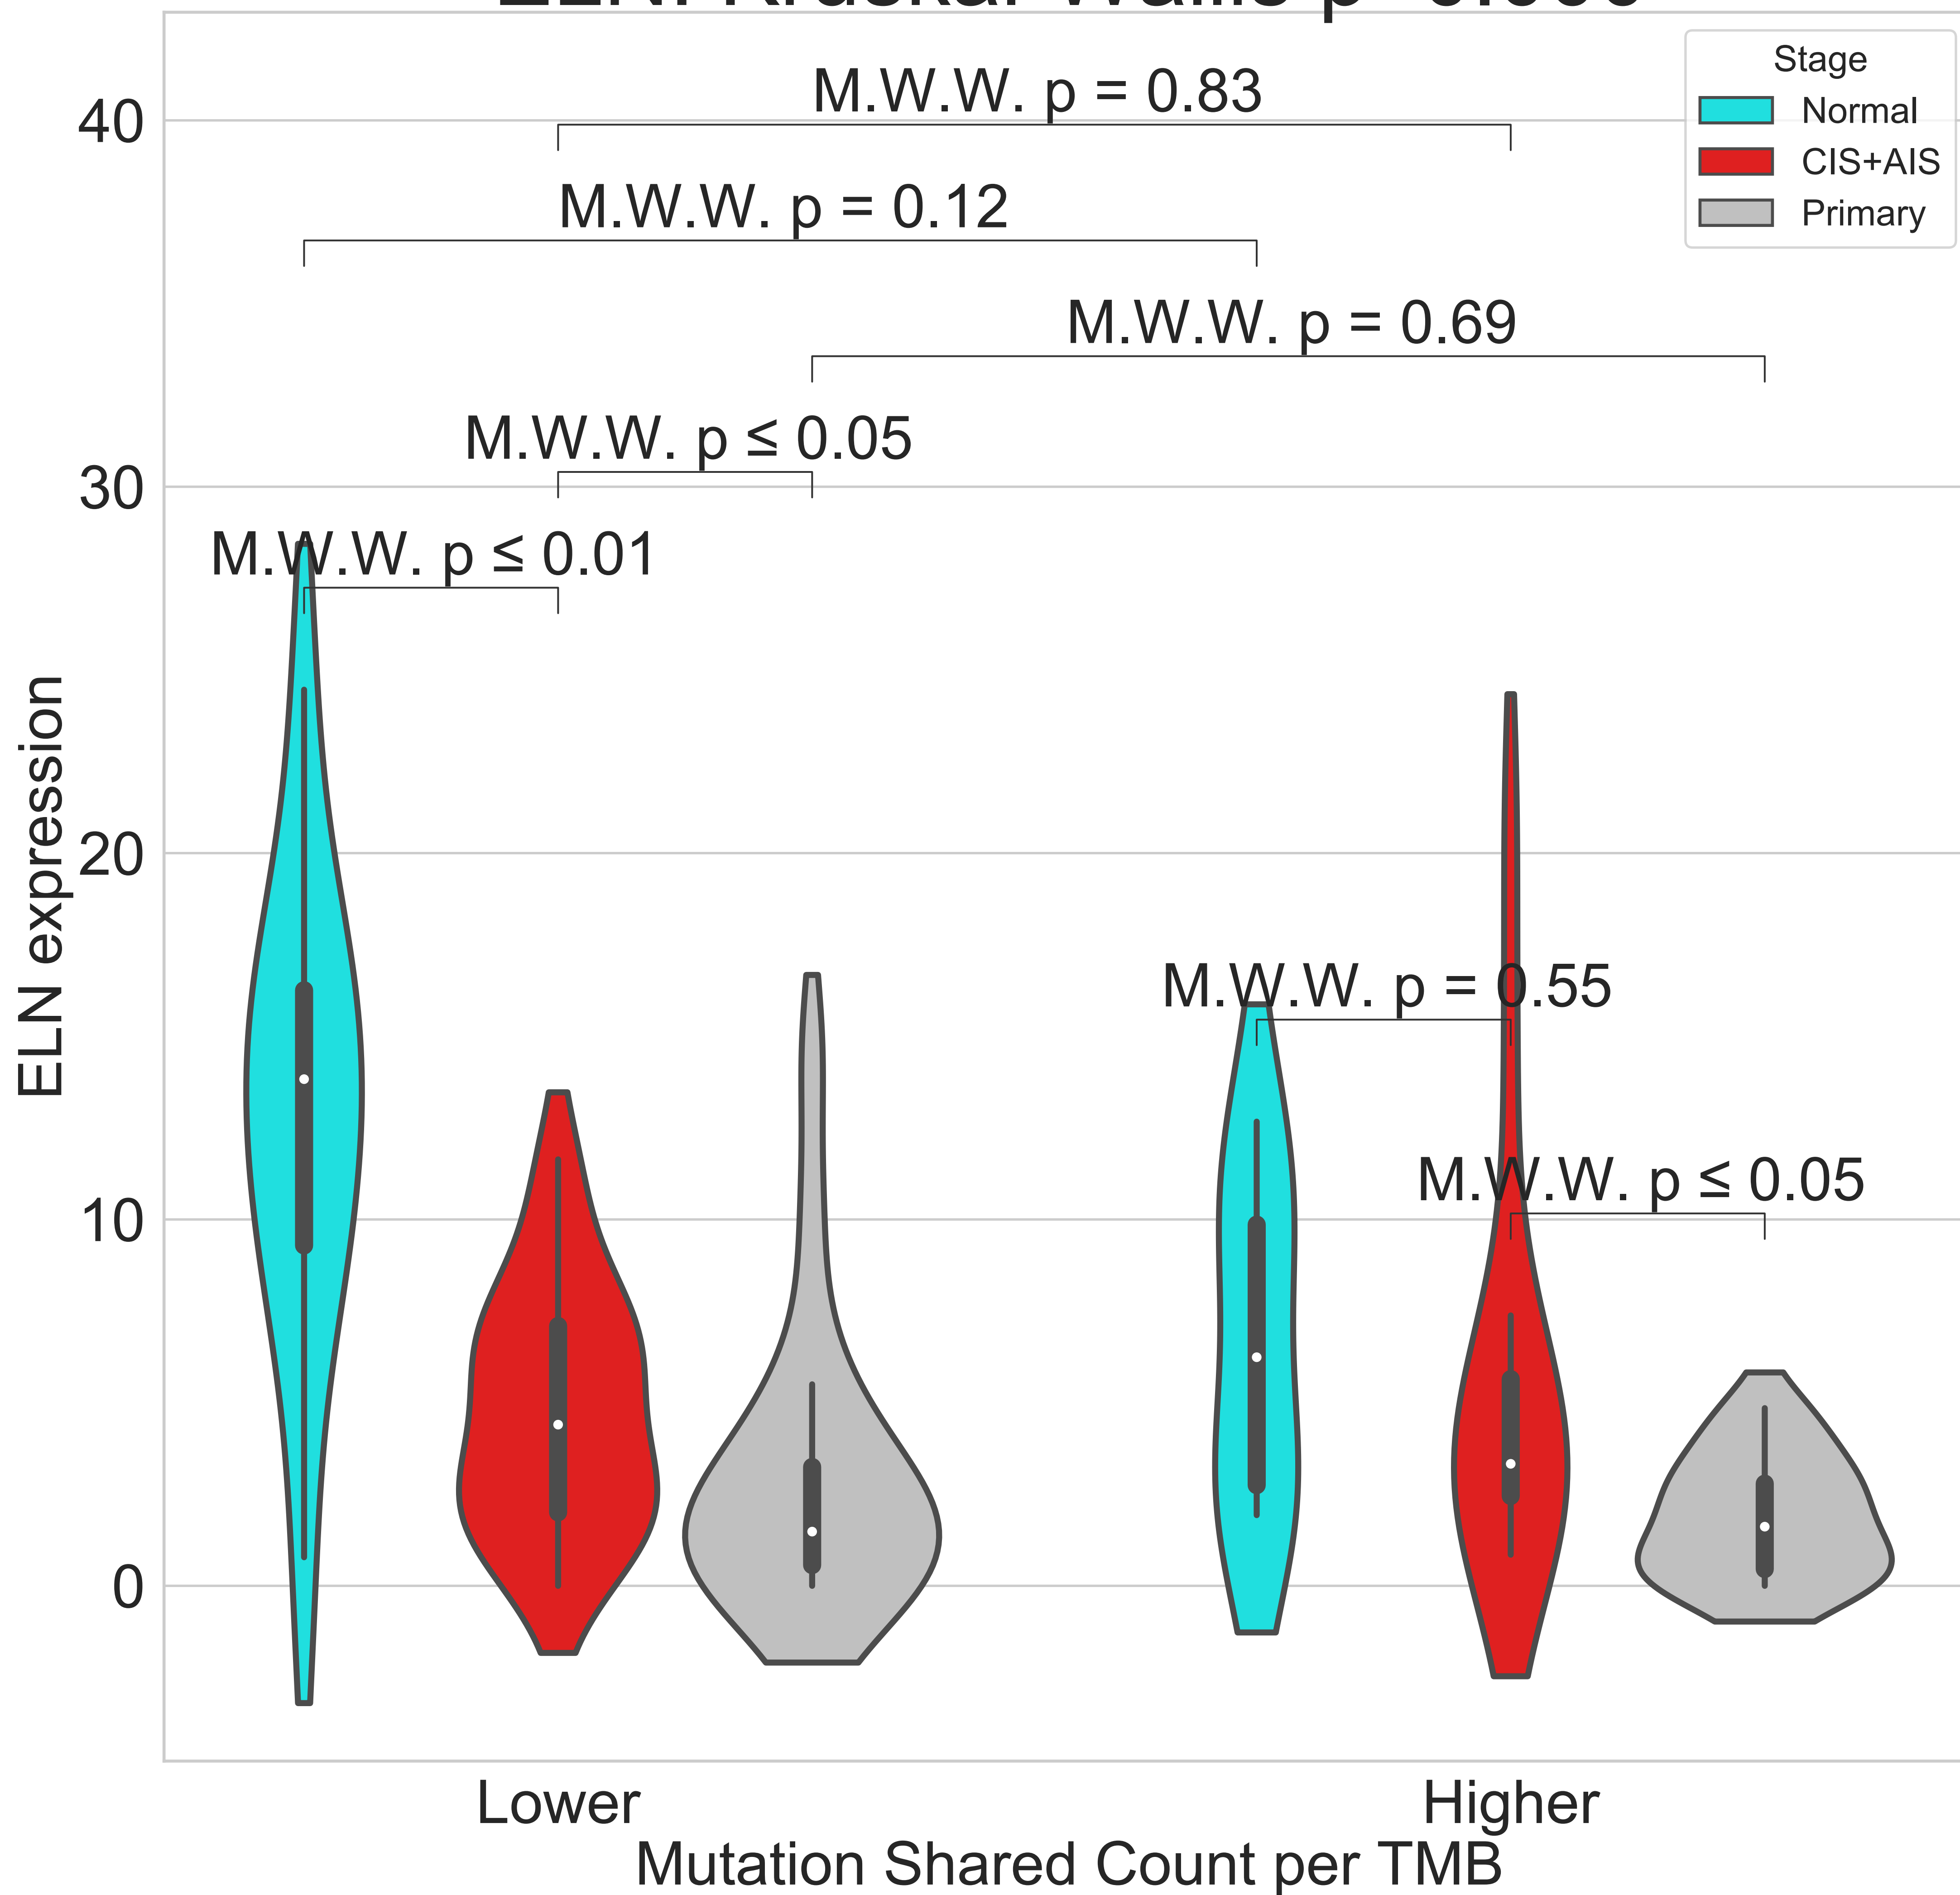 Stage
Normal
CIS+AIS
Primary
M.W.W. p = 0.83
M.W.W. p = 0.12
M.W.W. p = 0.69
M.W.W. p ≤ 0.05
M.W.W. p ≤ 0.01
M.W.W. p = 0.55
M.W.W. p ≤ 0.05
40
30
20
10
0
ELN expression
Lower
Higher
Mutation Shared Count per TMB